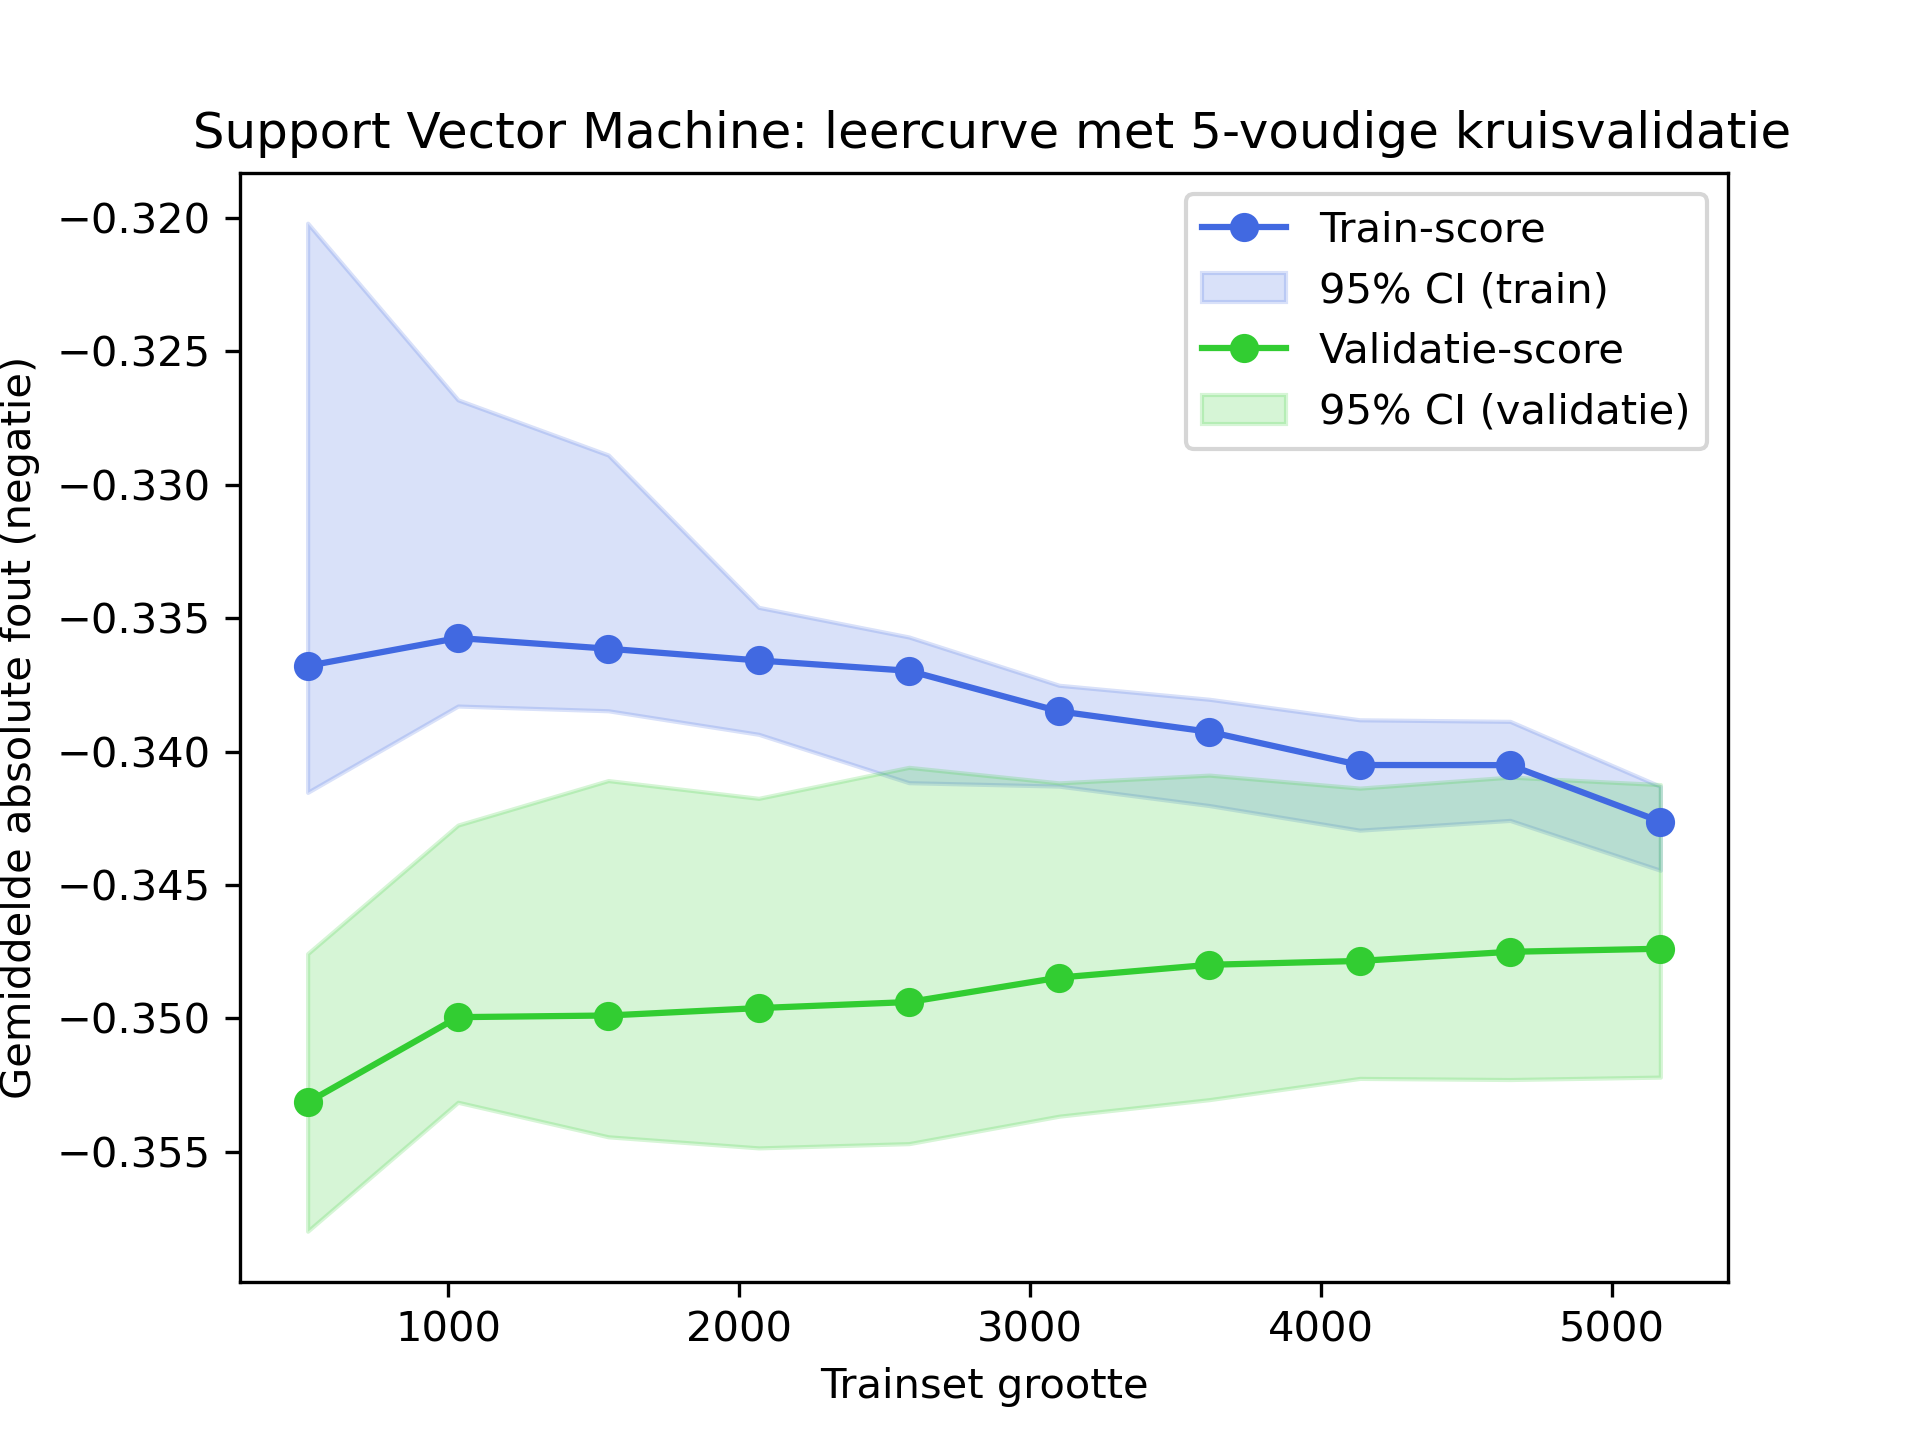 Support Vector Machine: leercurve met 5-voudige kruisvalidatie
Gemiddelde absolute fout (negatie)
−0.320
−0.325
−0.330
−0.335
−0.340
−0.345
−0.350
−0.355
Train-score
95% CI (train)
Validatie-score
95% CI (validatie)
1000 2000 3000 4000 5000
Trainset grootte